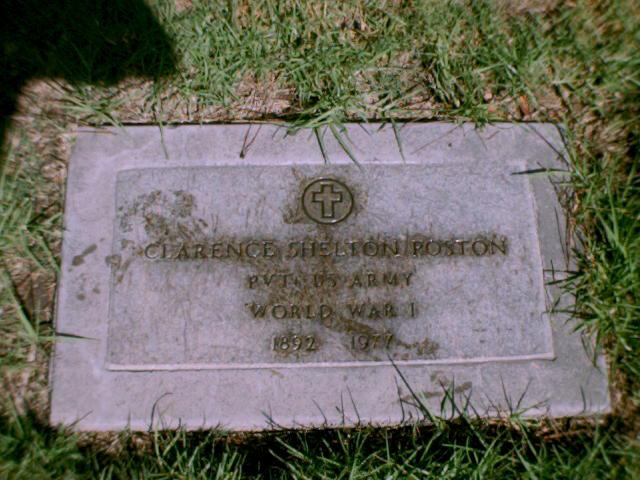 CLARENCE SHELTON POSTON
PVT US ARMY
WORLD WAR I
1892 1977